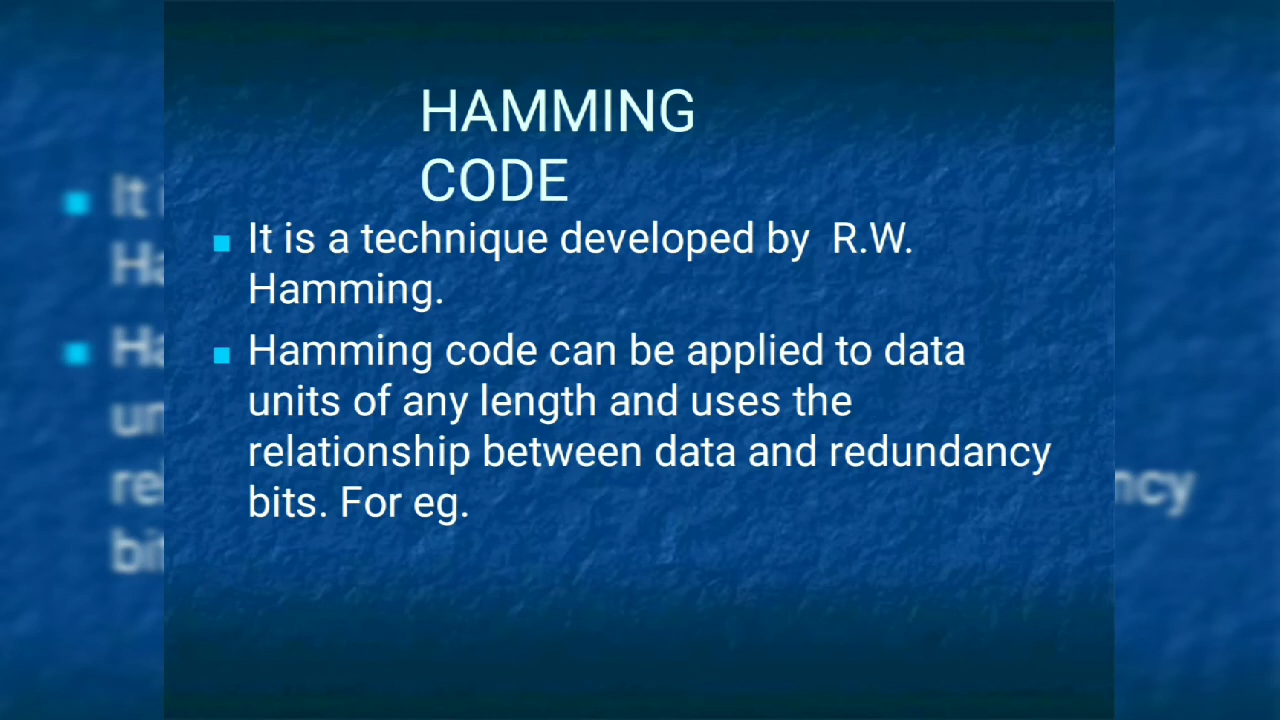 HAMMING
CODE
It is a technique developed by R.W.
Hamming.
Hamming code can be applied to data
units of any length and uses the
relationship between data and redundancy
bits. For eg.